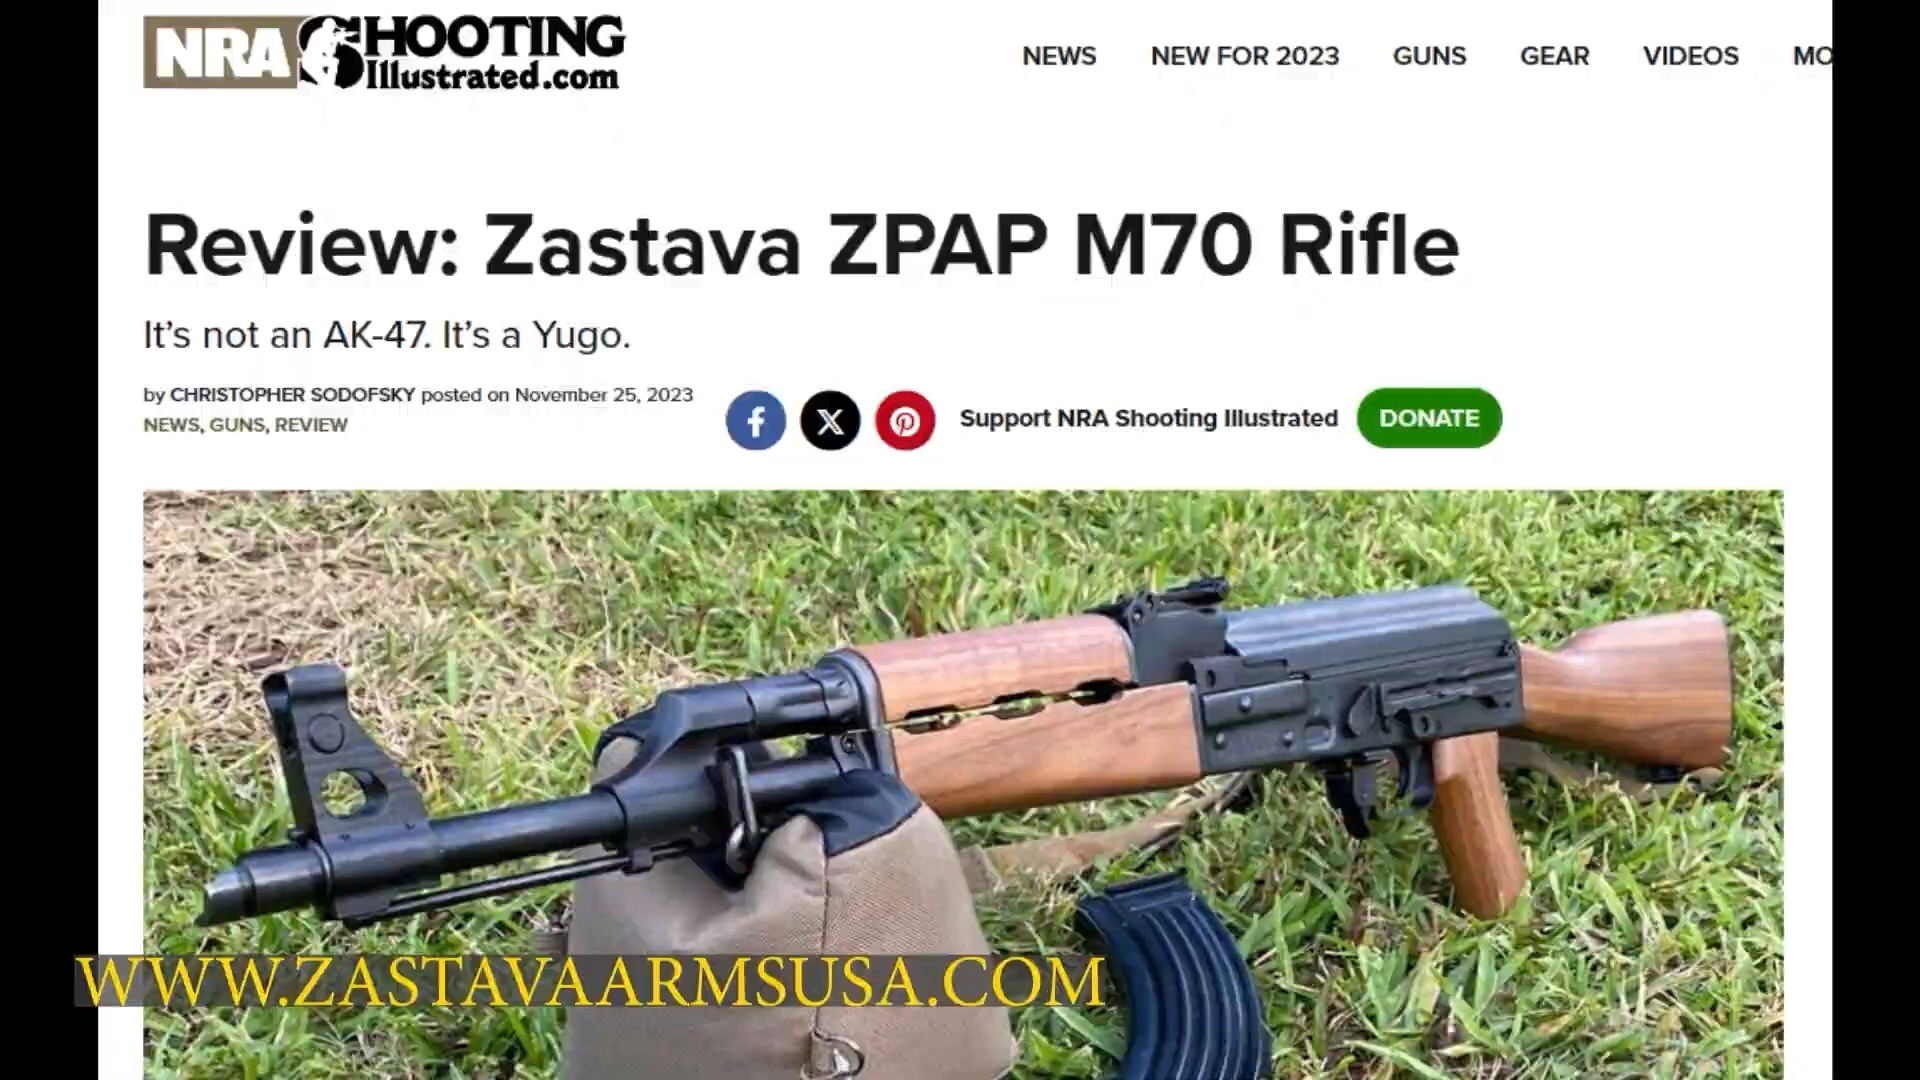 NRA SHOOTING
Illustrated.com
NEWS NEW FOR 2023 GUNS GEAR VIDEOS MO
Review: Zastava ZPAP M70 Rifle
It's not an AK-47. It's a Yugo.
by CHRISTOPHER SODOFSKY posted on November 25, 2023
NEWS, GUNS, REVIEW
Support NRA Shooting Illustrated DONATE
WWW.ZASTAVAARMSUSA.COM